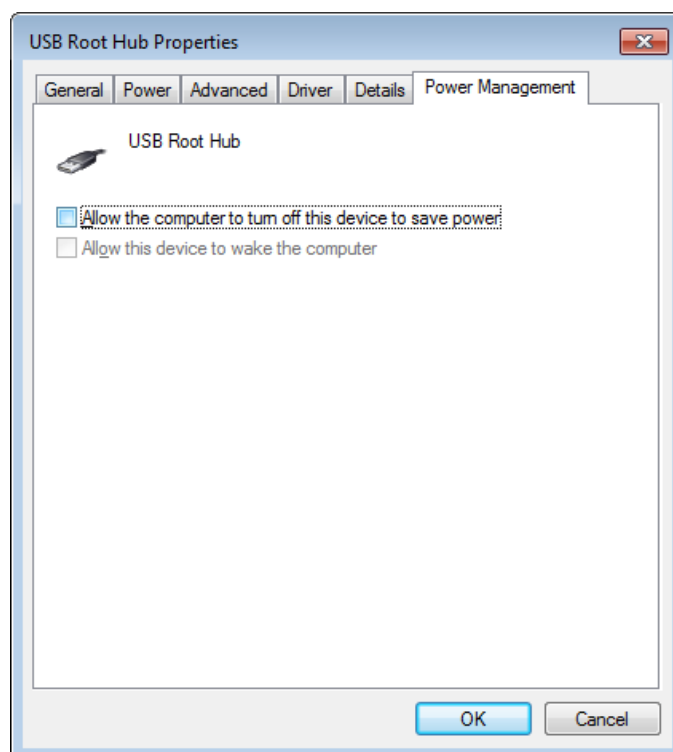 USB Root Hub Properties
General Power Advanced Driver Details Power Management
USB Root Hub
Allow the computer to turn off this device to save power
Allow this device to wake the computer
OK Cancel